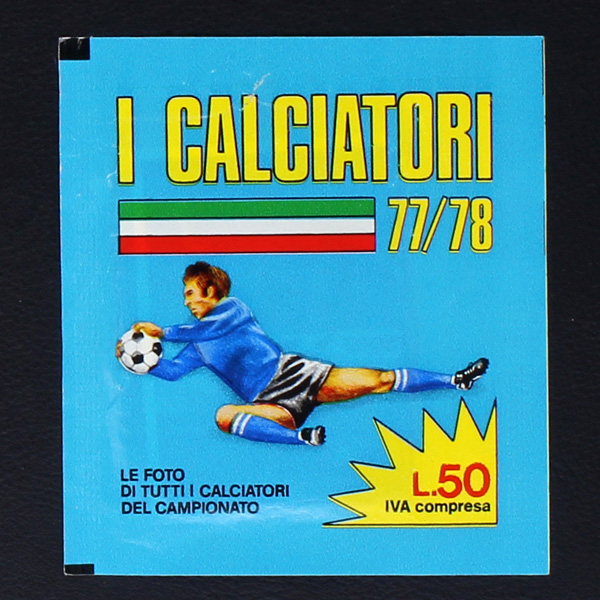 I CALCIATORI
77/78
LE FOTO
DI TUTTI I CALCIATORI
DEL CAMPIONATO
L.50
IVA compresa